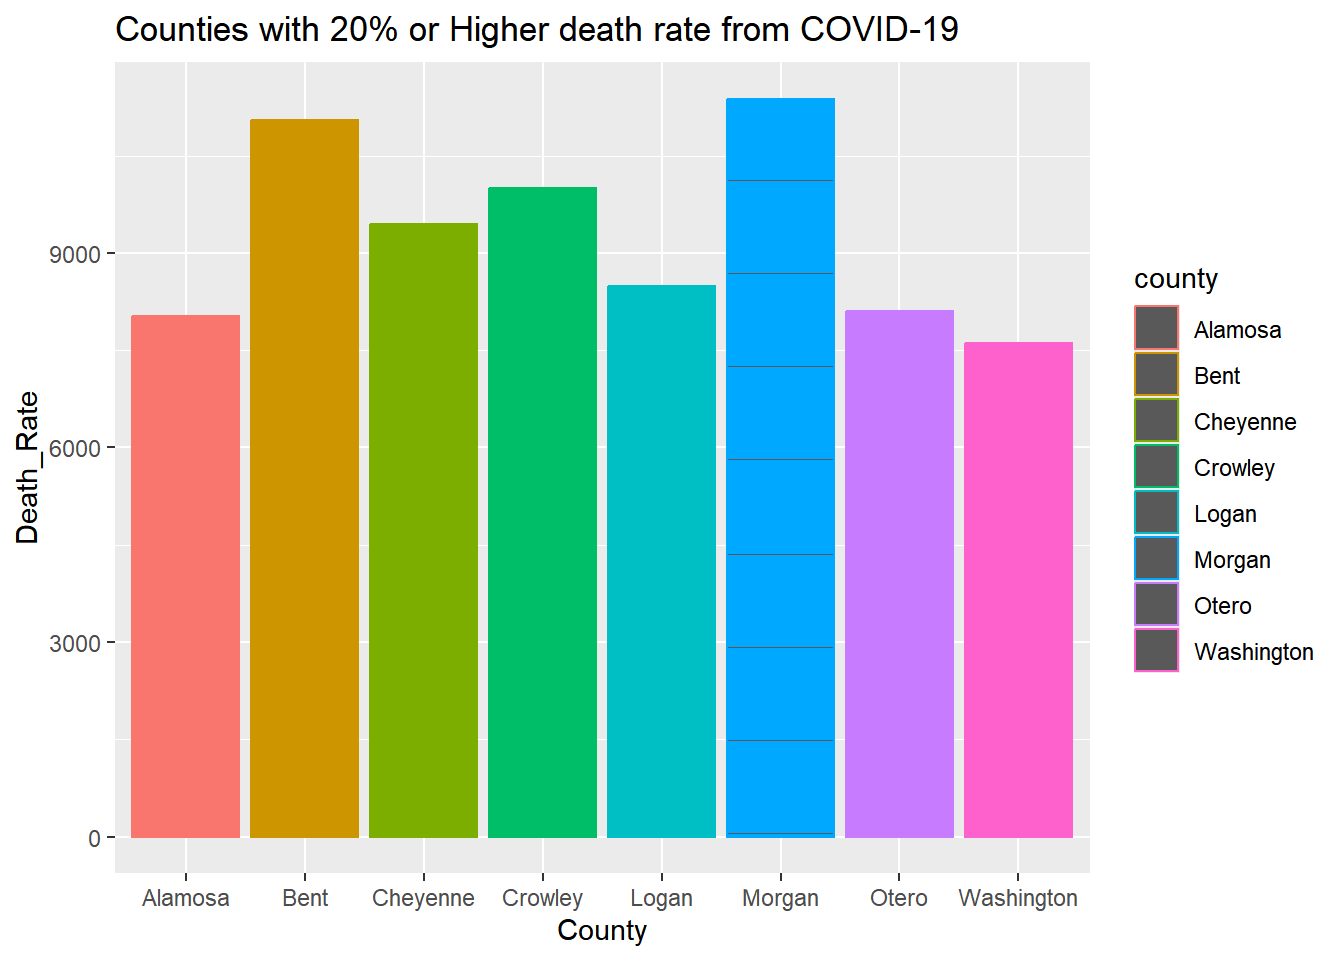 Counties with 20% or Higher death rate from COVID-19
Death_Rate
9000
6000
3000
0
Alamosa Bent Cheyenne Crowley Logan Morgan Otero Washington
County
county
Alamosa
Bent
Cheyenne
Crowley
Logan
Morgan
Otero
Washington